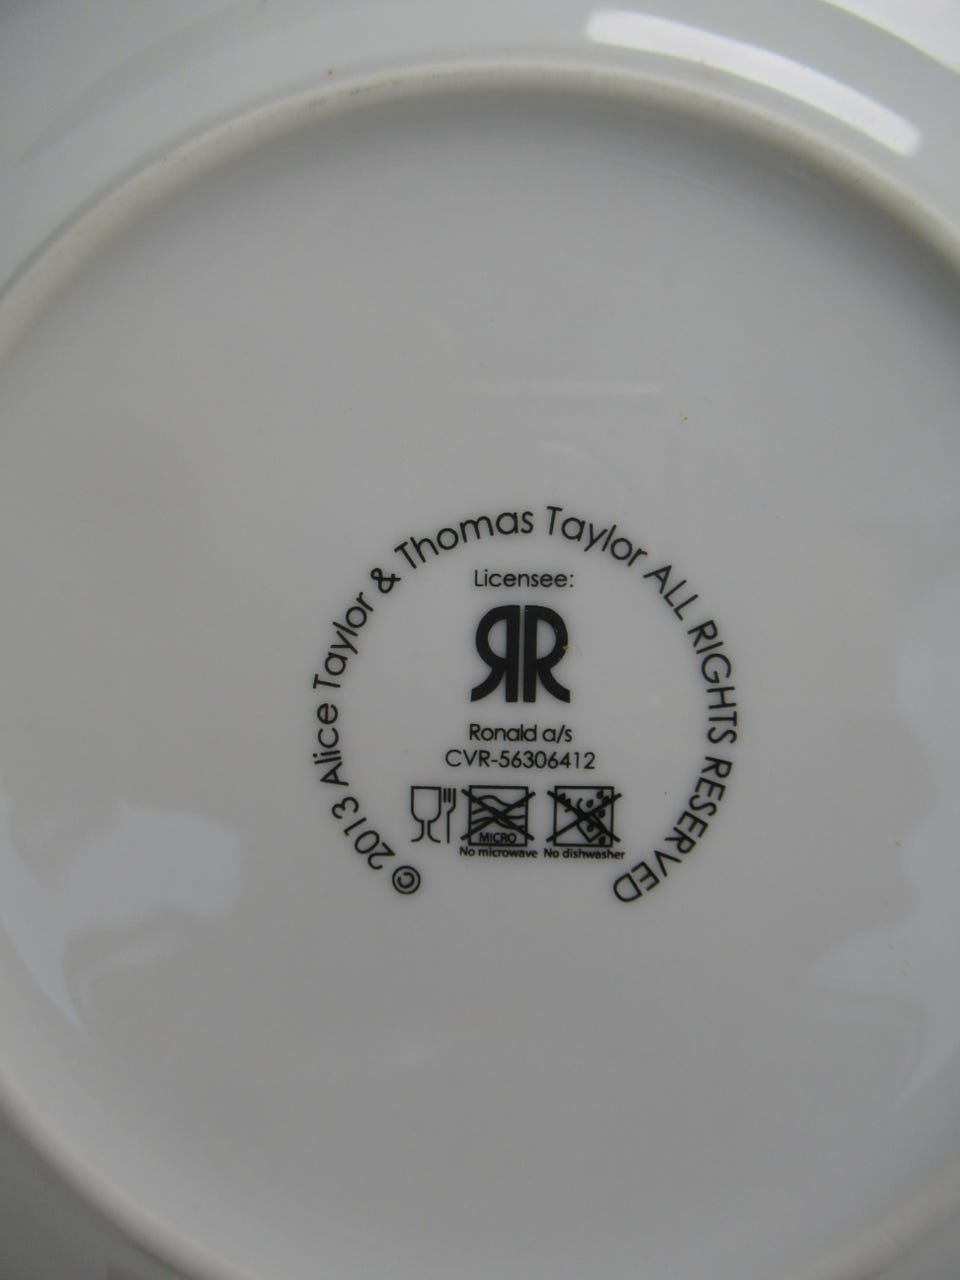 © 2013 Alice Taylor & Thomas Taylor ALL RIGHTS RESERVED
Licensee:
RR
Ronald a/s
CVR-56306412
MICRO
No microwave No dishwasher